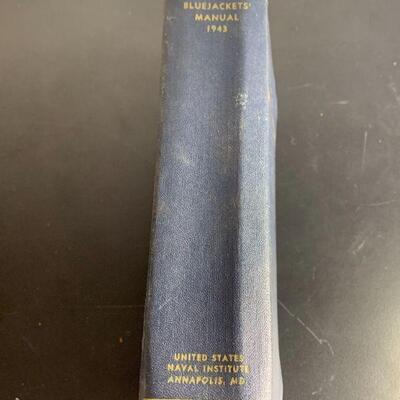 BLUEJACKETS'
MANUAL
1943
UNITED STATES
NAVAL INSTITUTE
ANNAPOLIS, MD.